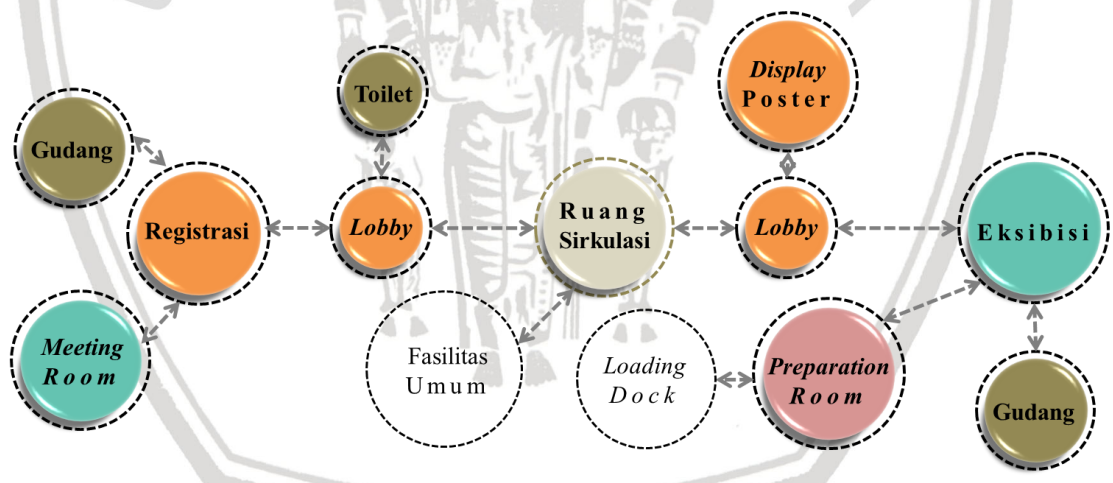 Display
Poster
Toilet
Gudang
Registrasi
Lobby
Ruang
Sirkulasi
Lobby
Eksibisi
Meeting
Room
Fasilitas
Umum
Loading
Dock
Preparation
Room
Gudang